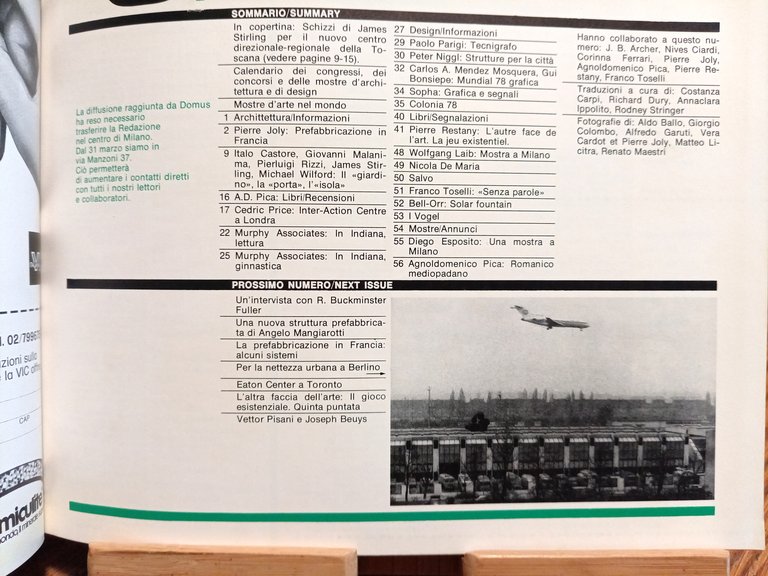 SOMMARIO/SUMMARY
La diffusione raggiunta da Domus
ha reso necessario
trasferire la Redazione
nel centro di Milano.
Dal 31 marzo siamo in
via Manzoni 37.
Ciò permetterà
di aumentare i contatti diretti
con tutti i nostri lettori
e collaboratori.
In copertina: Schizzi di James
Stirling per il nuovo centro
direzionale-regionale della To-
scana (vedere pagine 9-15).
Calendario dei congressi, dei
concorsi e delle mostre d'archi-
tettura e di design
Mostre d'arte nel mondo
1 Archittettura/Informazioni
2 Pierre Joly: Prefabbricazione in
Francia
9 Italo Castore, Giovanni Malani-
ma, Pierluigi Rizzi, James Stir-
ling, Michael Wilford: Il «giardi-
no», la «porta», l'«isola»
16 A.D. Pica: Libri/Recensioni
17 Cedric Price: Inter-Action Centre
a Londra
22 Murphy Associates: In Indiana,
lettura
25 Murphy Associates: In Indiana,
ginnastica
27 Design/Informazioni
29 Paolo Parigi: Tecnigrafo
30 Peter Niggl: Strutture per la città
32 Carlos A. Mendez Mosquera, Gui
Bonsiepe: Mundial 78 grafica
34 Sopha: Grafica e segnali
35 Colonia 78
40 Libri/Segnalazioni
41 Pierre Restany: L'autre face de
l'art. La jeu existentiel.
48 Wolfgang Laib: Mostra a Milano
49 Nicola De Maria
50 Salvo
51 Franco Toselli: «Senza parole»
52 Bell-Orr: Solar fountain
53 I Vogel
54 Mostre/Annunci
55 Diego Esposito: Una mostra a
Milano
56 Agnoldomenico Pica: Romanico
mediopadano
Hanno collaborato a questo nu-
mero: J. B. Archer, Nives Ciardi,
Corinna Ferrari, Pierre Joly,
Agnoldomenico Pica, Pierre Re-
stany, Franco Toselli
Traduzioni a cura di: Costanza
Carpi, Richard Dury, Annaclara
Ippolito, Rodney Stringer
Fotografie di: Aldo Ballo, Giorgio
Colombo, Alfredo Garuti, Vera
Cardot et Pierre Joly, Matteo Li-
citra, Renato Maestri
PROSSIMO NUMERO/NEXT ISSUE
Un'intervista con R. Buckminster
Fuller
Una nuova struttura prefabbrica-
ta di Angelo Mangiarotti
La prefabbricazione in Francia:
alcuni sistemi
Per la nettezza urbana a Berlino
Eaton Center a Toronto
L'altra faccia dell'arte: Il gioco
esistenziale. Quinta puntata
Vettor Pisani e Joseph Beuys
02/79967
zioni sulla
la VIC
CAP
miculite